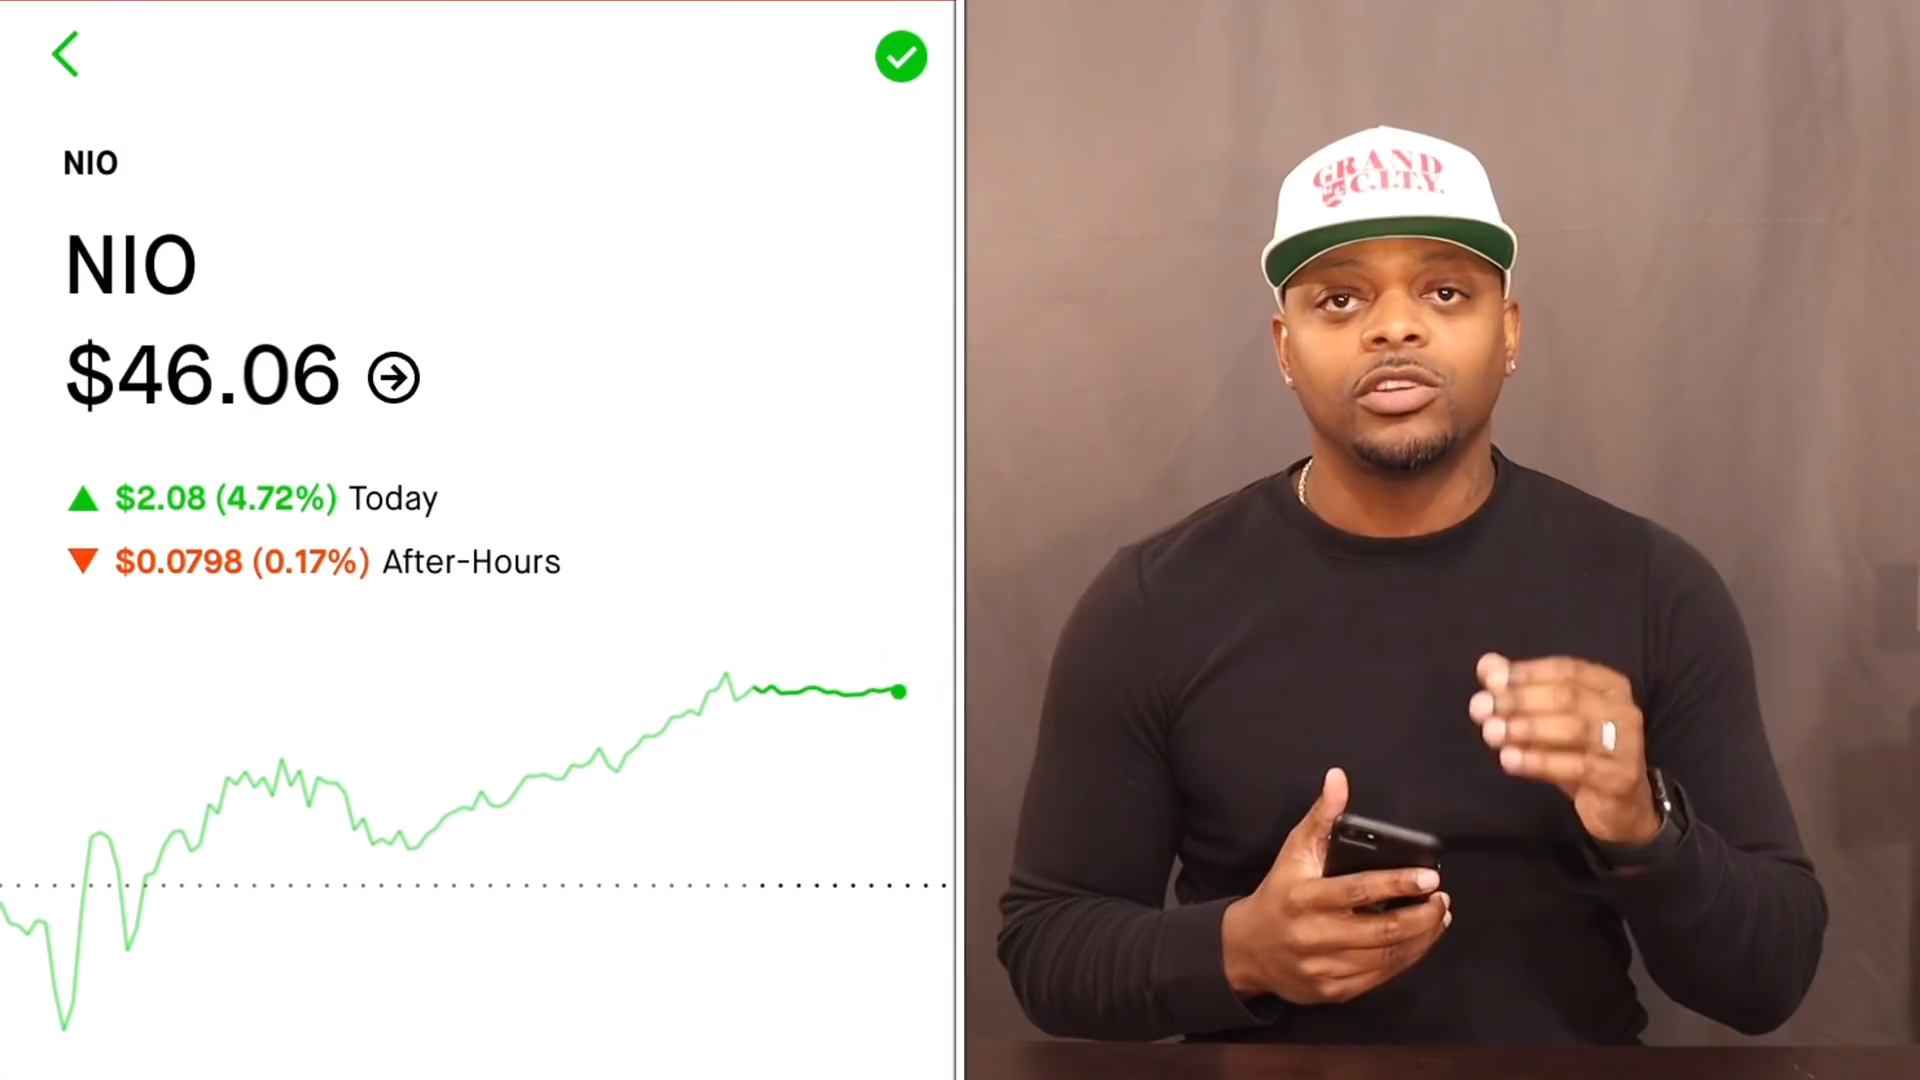 NIO
NIO
$46.06
$2.08 (4.72%) Today
$0.0798 (0.17%) After-Hours
GRAND
C.I.T.Y.